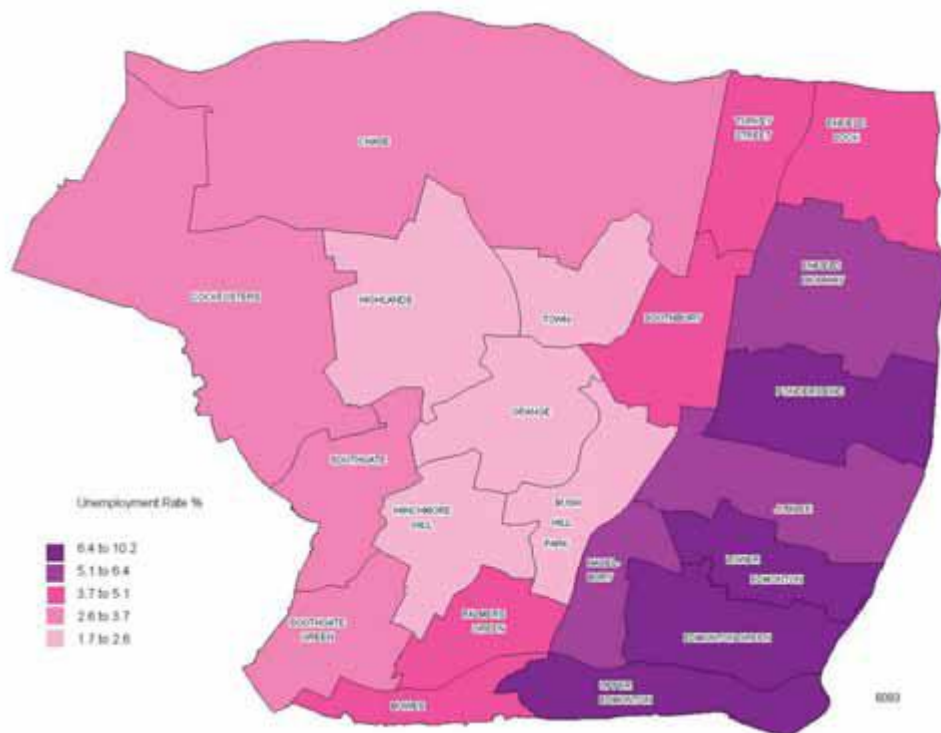 CHASE
TURKEY
STREET
ENFIELD
LOCK
ENFIELD
HIGHWAY
COCKFOSTERS
HIGHLANDS
TOWN
SOUTHBURY
PONDERS END
GRANGE
SOUTHGATE
WINCHMORE
HILL
BUSH
HILL
PARK
JUBILEE
HASEL-
BURY
LOWER
EDMONTON
SOUTHGATE
GREEN
PALMERS
GREEN
EDMONTON GREEN
BOWES
UPPER
EDMONTON
Unemployment Rate %
6.4 to 10.2
5.1 to 6.4
3.7 to 5.1
2.6 to 3.7
1.7 to 2.6